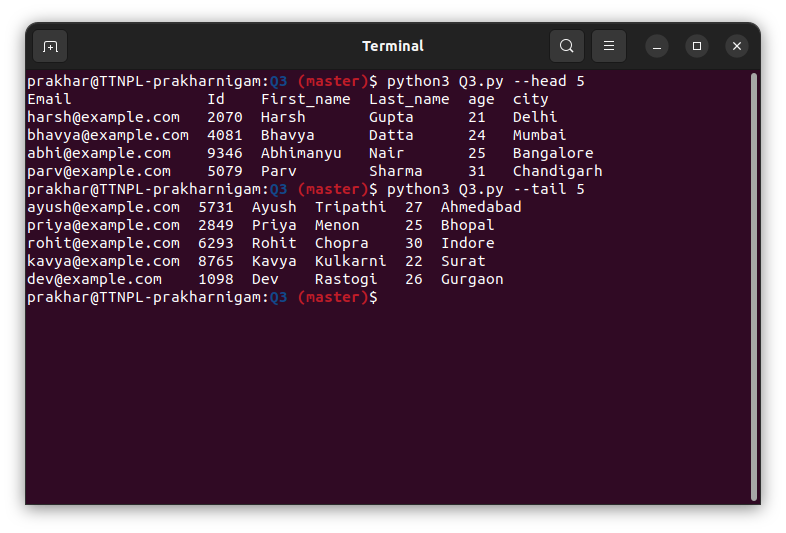 Terminal
prakhar@TTNPL-prakharnigam:Q3 (master)$ python3 Q3.py --head 5
Email               Id    First_name  Last_name  age  city
harsh@example.com   2070  Harsh       Gupta      21   Delhi
bhavya@example.com  4081  Bhavya      Datta      24   Mumbai
abhi@example.com    9346  Abhimanyu   Nair       25   Bangalore
parv@example.com    5079  Parv        Sharma     31   Chandigarh
prakhar@TTNPL-prakharnigam:Q3 (master)$ python3 Q3.py --tail 5
ayush@example.com  5731  Ayush  Tripathi  27  Ahmedabad
priya@example.com  2849  Priya  Menon     25  Bhopal
rohit@example.com  6293  Rohit  Chopra    30  Indore
kavya@example.com  8765  Kavya  Kulkarni  22  Surat
dev@example.com    1098  Dev    Rastogi   26  Gurgaon
prakhar@TTNPL-prakharnigam:Q3 (master)$